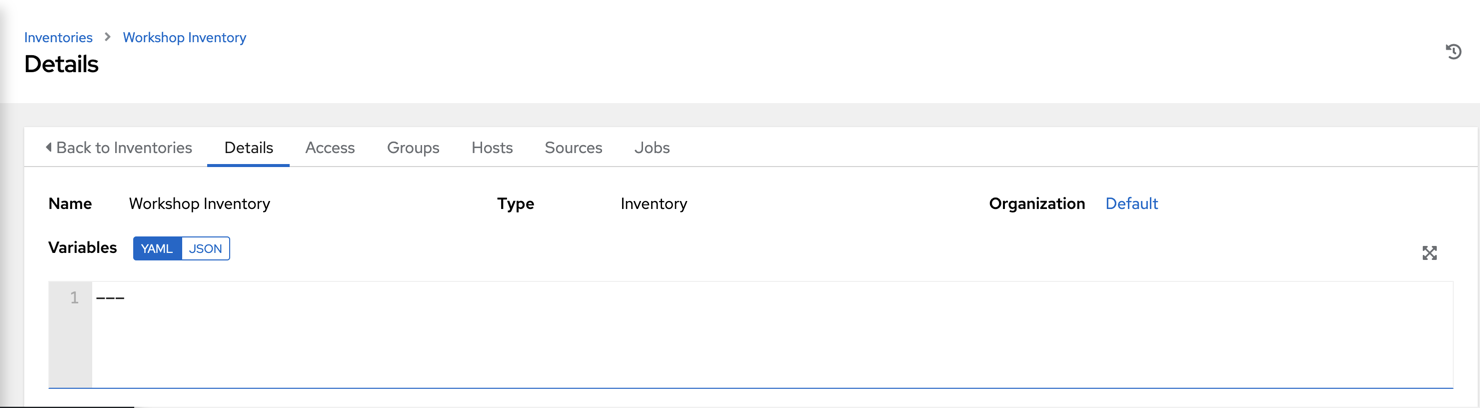 Inventories > Workshop Inventory
Details
Back to Inventories Details Access Groups Hosts Sources Jobs
Name Workshop Inventory Type Inventory Organization Default
Variables YAML JSON
1 ---